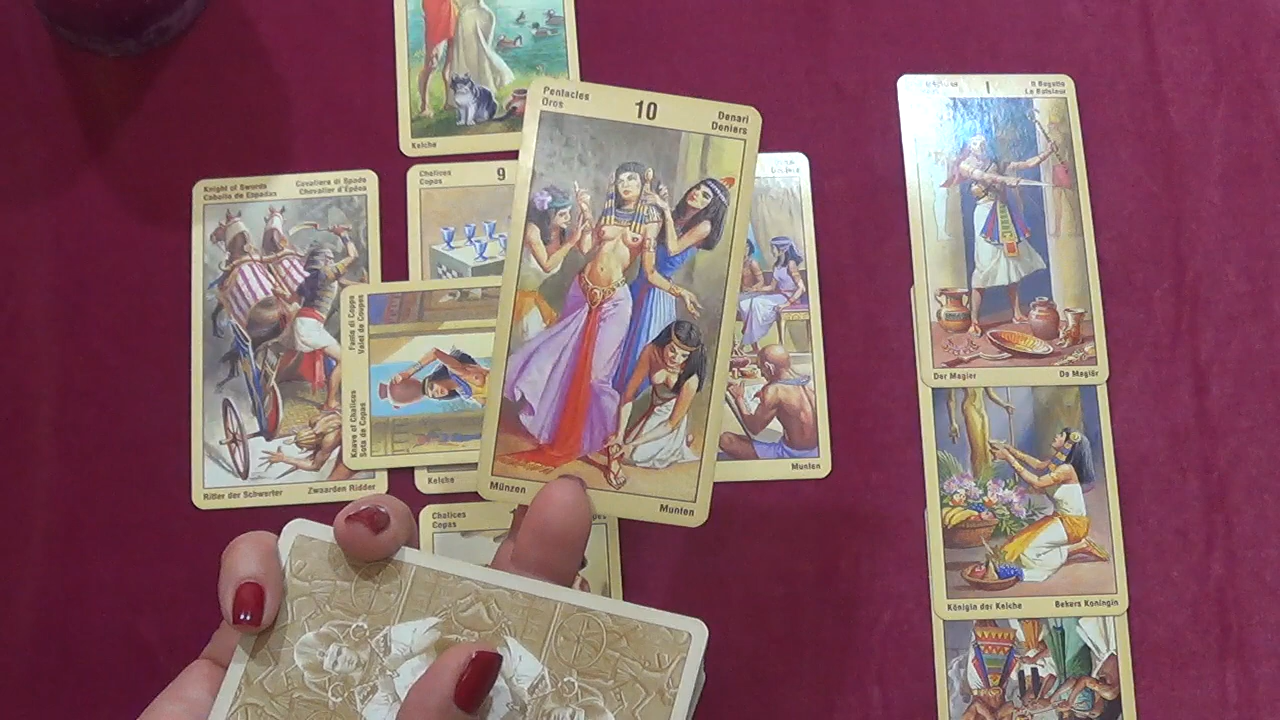 Kelche
Pentacles
Oros
10
Denari
Deniers
Münzen
Munten
Knight of Swords
Caballo de Espadas
Cavaliere di Spade
Chevalier d'Épées
Ritter der Schwerter
Zwaarden Ridder
Chalices
Copas
9
Kelche
Knave of Chalices
Sota de Copas
Fante di Coppe
Valet de Coupes
Munten
Chalices
Copas
I
Il Bagatto
Le Bateleur
Der Magier
De Magiër
Königin der Kelche
Bekers Koningin